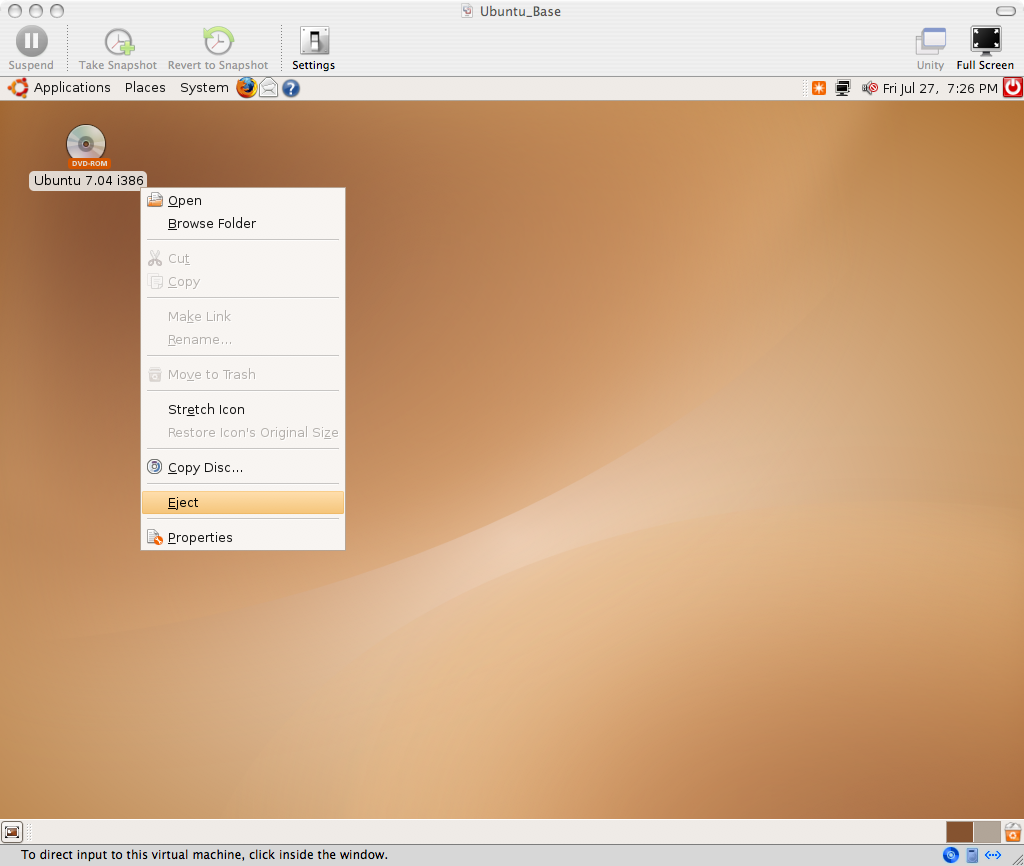 Ubuntu_Base
Suspend Take Snapshot Revert to Snapshot Settings Unity Full Screen
Applications Places System Fri Jul 27, 7:26 PM
DVD-ROM
Ubuntu 7.04 i386
Open
Browse Folder
Cut
Copy
Make Link
Rename...
Move to Trash
Stretch Icon
Restore Icon's Original Size
Copy Disc...
Eject
Properties
To direct input to this virtual machine, click inside the window.